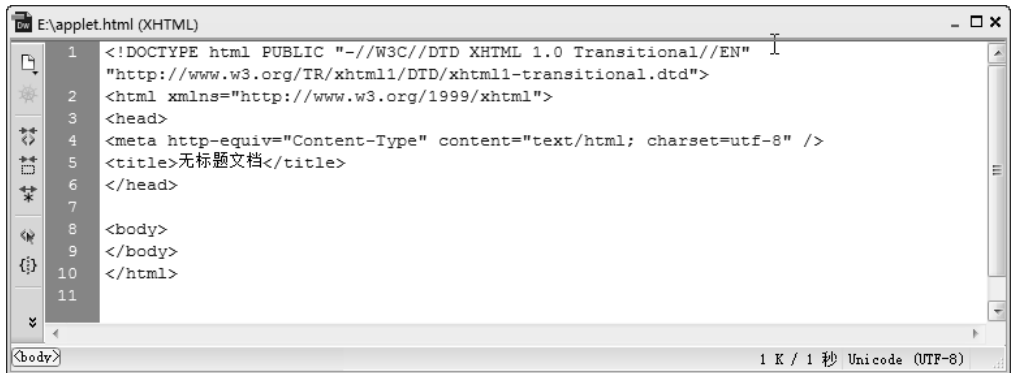 Dw E:\applet.html (XHTML)
1 <!DOCTYPE html PUBLIC "-//W3C//DTD XHTML 1.0 Transitional//EN"
"http://www.w3.org/TR/xhtml1/DTD/xhtml1-transitional.dtd">
2 <html xmlns="http://www.w3.org/1999/xhtml">
3 <head>
4 <meta http-equiv="Content-Type" content="text/html; charset=utf-8" />
5 <title>无标题文档</title>
6 </head>
7
8 <body>
9 </body>
10 </html>
11
<body> 1 K / 1 秒 Unicode (UTF-8)